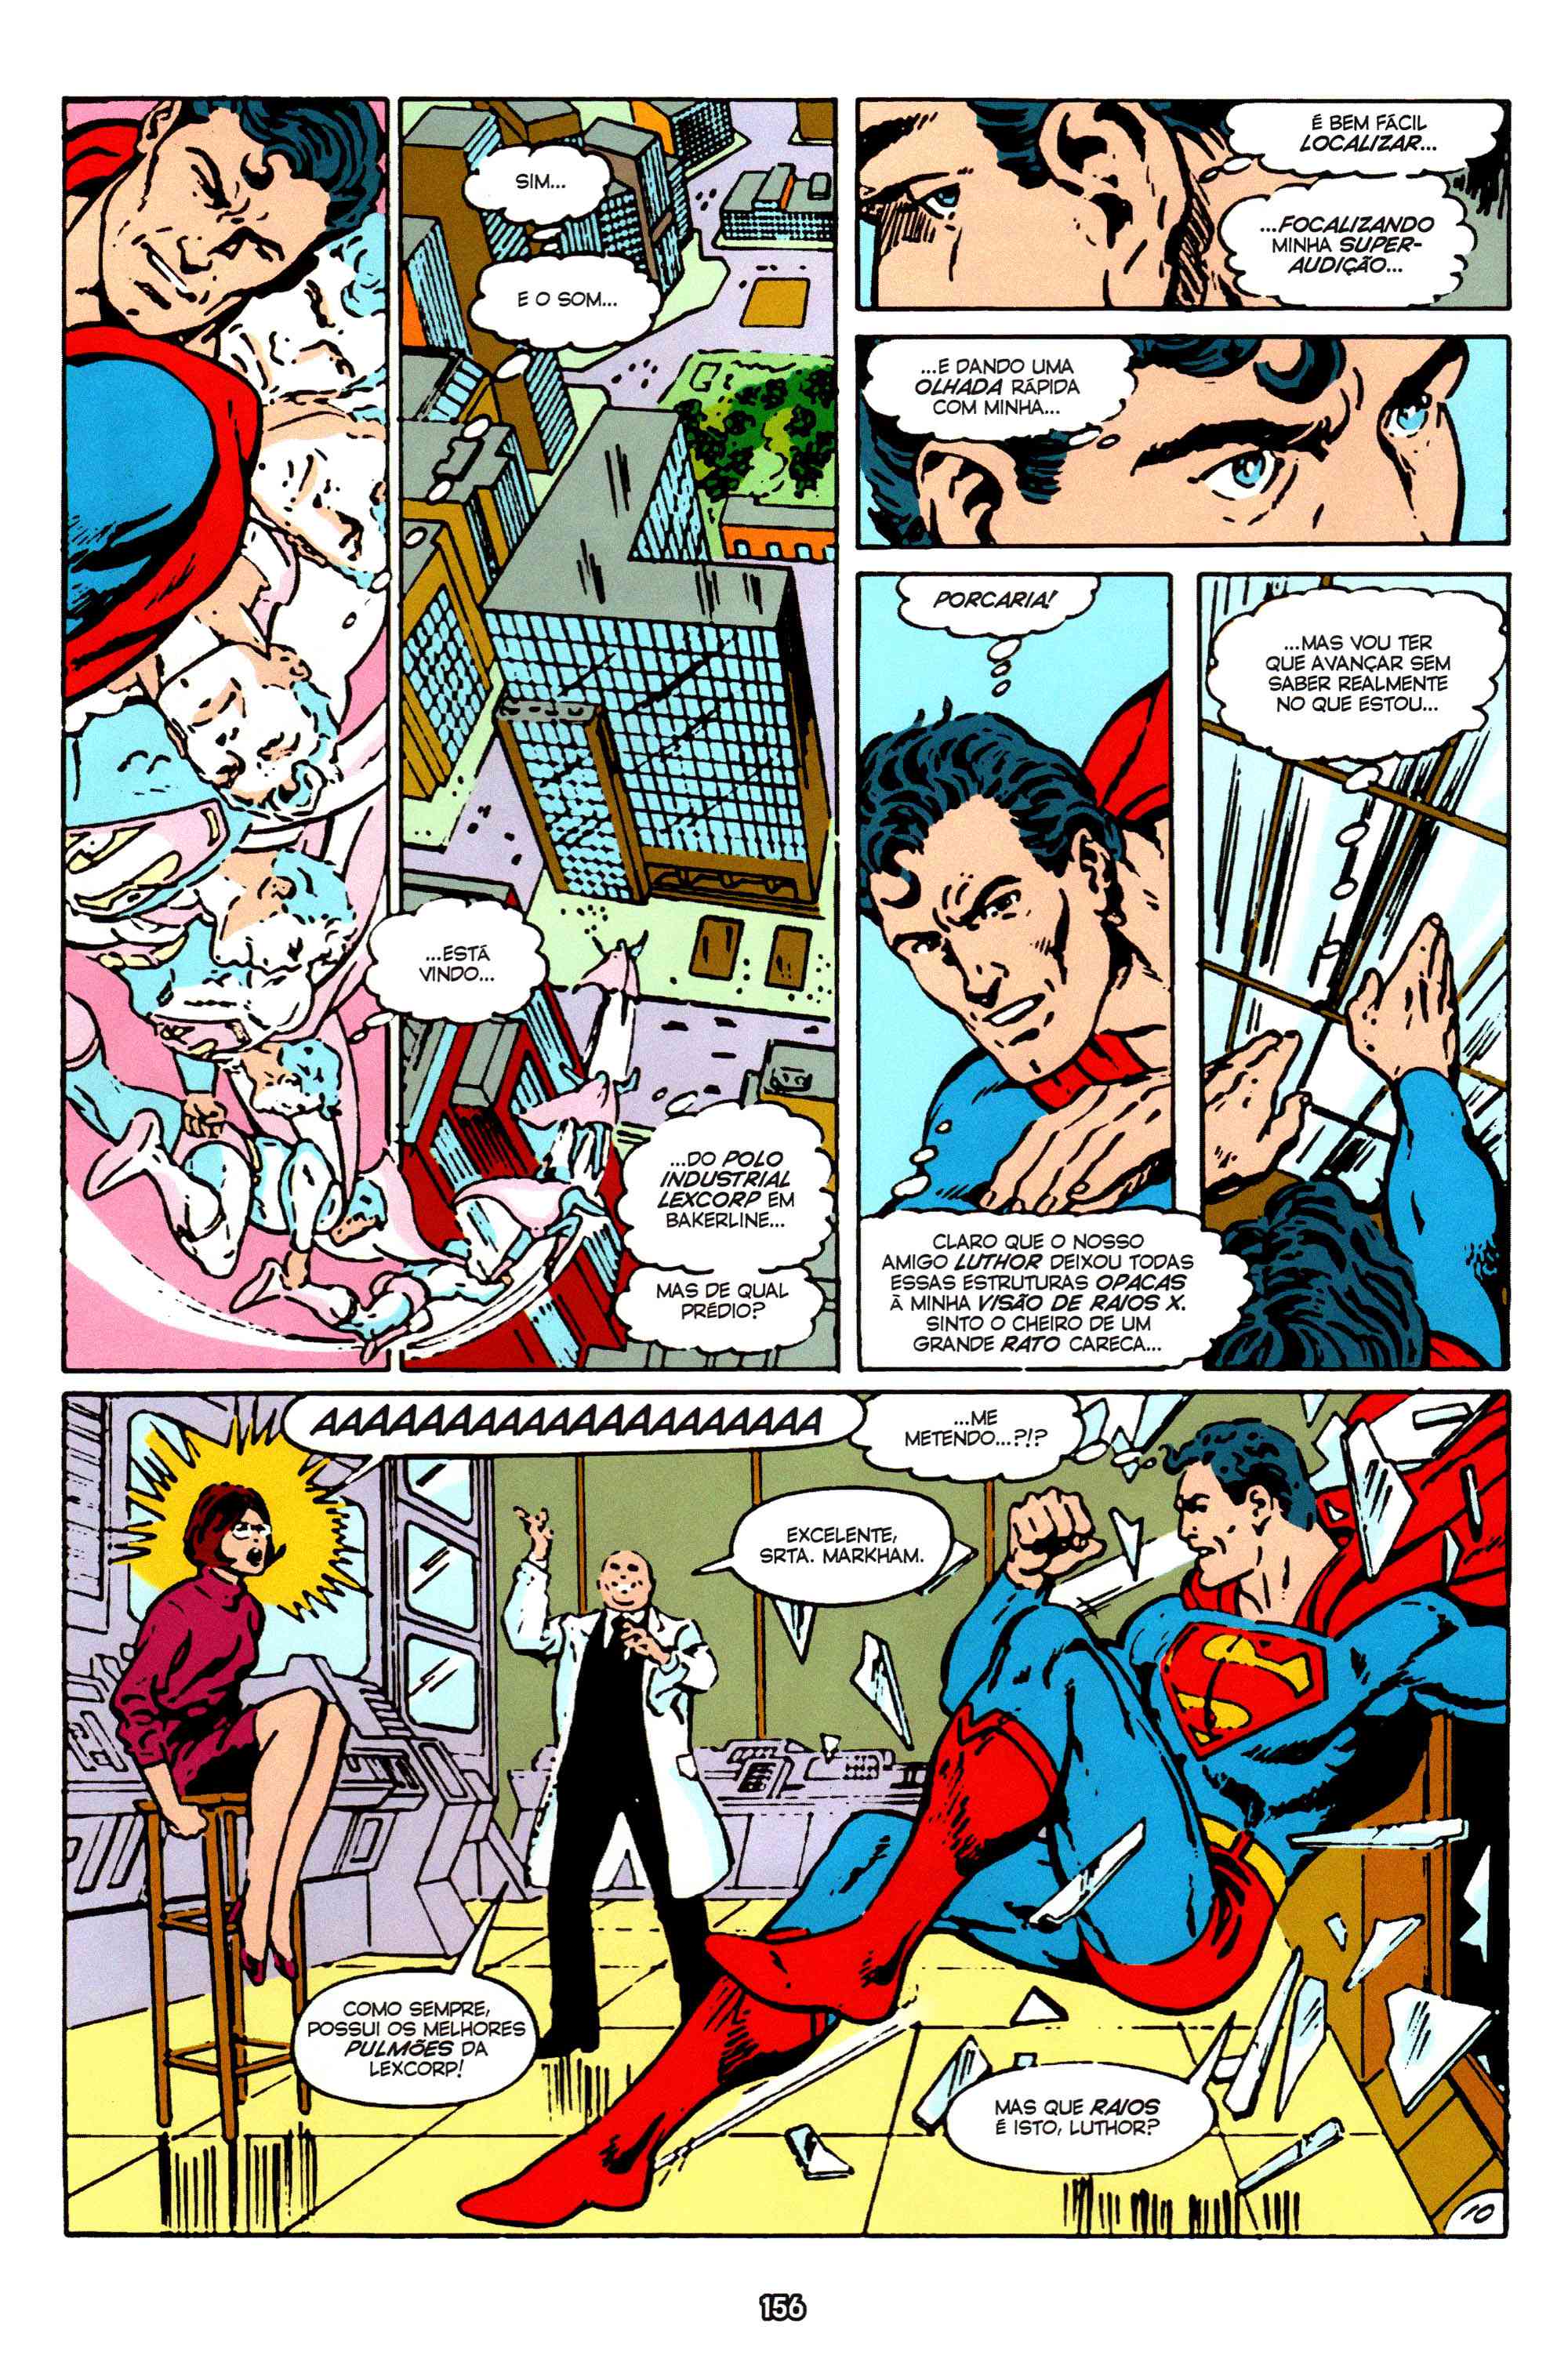 SIM...
E O SOM...
...ESTÁ
VINDO...
...DO POLO
INDUSTRIAL
LEXCORP EM
BAKERLINE...
MAS DE QUAL
PRÉDIO?
É BEM FÁCIL
LOCALIZAR...
...FOCALIZANDO
MINHA SUPER-
AUDIÇÃO...
...E DANDO UMA
OLHADA RÁPIDA
COM MINHA...
PORCARIA!
CLARO QUE O NOSSO
AMIGO LUTHOR DEIXOU TODAS
ESSAS ESTRUTURAS OPACAS
À MINHA VISÃO DE RAIOS X.
SINTO O CHEIRO DE UM
GRANDE RATO CARECA...
...MAS VOU TER
QUE AVANÇAR SEM
SABER REALMENTE
NO QUE ESTOU...
AAAAAAAAAAAAAAAAAAAA
...ME
METENDO...?!?
EXCELENTE,
SRTA. MARKHAM.
COMO SEMPRE,
POSSUI OS MELHORES
PULMÕES DA
LEXCORP!
MAS QUE RAIOS
É ISTO, LUTHOR?
10
156